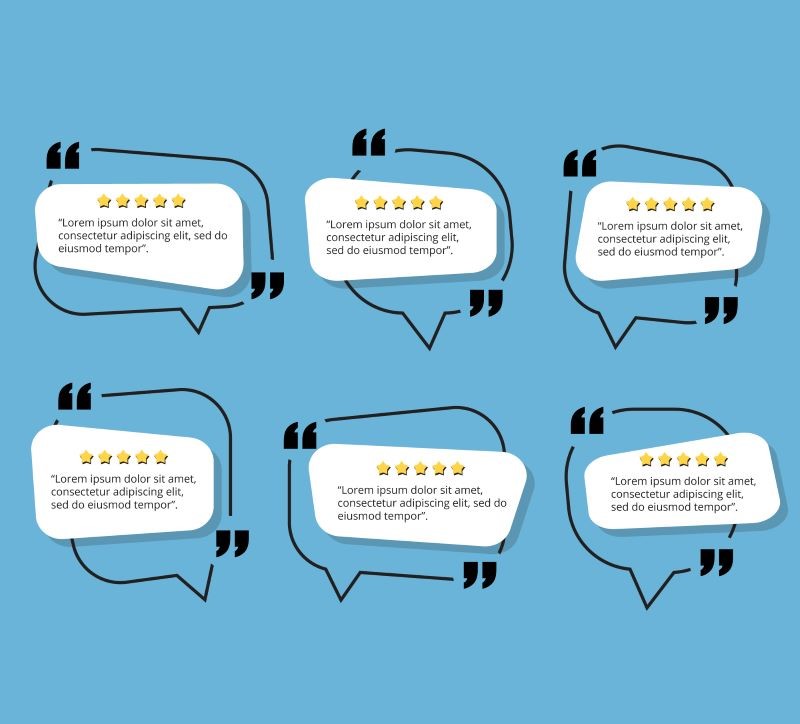 “Lorem ipsum dolor sit amet,
consectetur adipiscing elit, sed do
eiusmod tempor”.
“Lorem ipsum dolor sit amet,
consectetur adipiscing elit,
sed do eiusmod tempor”.
“Lorem ipsum dolor sit amet,
consectetur adipiscing elit,
sed do eiusmod tempor”.
“Lorem ipsum dolor sit amet,
consectetur adipiscing elit,
sed do eiusmod tempor”.
“Lorem ipsum dolor sit amet,
consectetur adipiscing elit, sed do
eiusmod tempor”.
“Lorem ipsum dolor sit amet,
consectetur adipiscing elit,
sed do eiusmod tempor”.